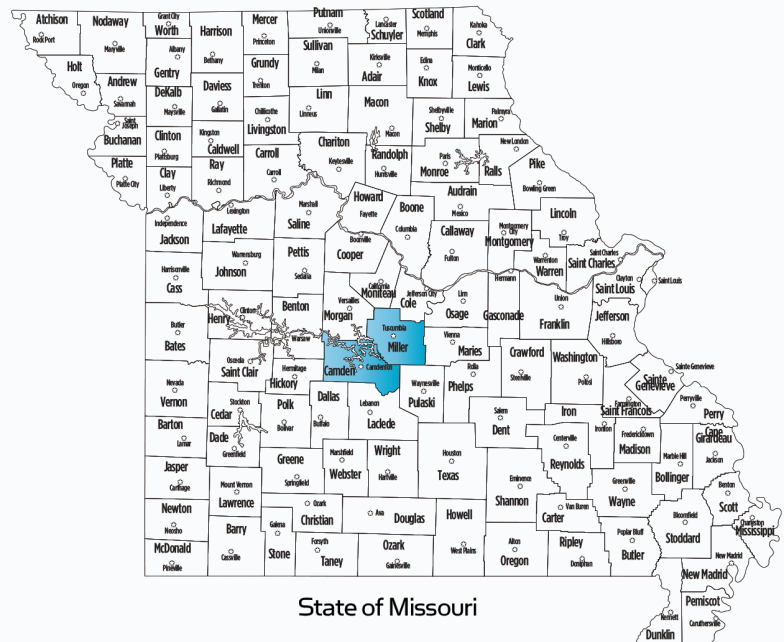 Atchison
Rock Port
Nodaway
Maryville
Grant City
Worth
Harrison
Bethany
Mercer
Princeton
Putnam
Unionville
Lancaster
Schuyler
Scotland
Memphis
Kahoka
Clark
Holt
Oregon
Andrew
Savannah
Albany
Gentry
DeKalb
Maysville
Daviess
Gallatin
Grundy
Trenton
Sullivan
Milan
Kirksville
Adair
Edina
Knox
Monticello
Lewis
Saint
Joseph
Buchanan
Clinton
Plattsburg
Kingston
Caldwell
Chillicothe
Livingston
Linn
Linneus
Macon
Macon
Shelbyville
Shelby
Palmyra
Marion
Platte
Platte City
Clay
Liberty
Ray
Richmond
Carroll
Carroll
Chariton
Keytesville
Randolph
Huntsville
Paris
Monroe
New London
Ralls
Pike
Bowling Green
Independence
Jackson
Lexington
Lafayette
Marshall
Saline
Howard
Fayette
Boone
Columbia
Audrain
Mexico
Callaway
Fulton
Montgomery
City
Montgomery
Lincoln
Troy
Warrenton
Warren
Saint Charles
Saint Charles
Clayton
Saint Louis
Saint Louis
Harrisonville
Cass
Warrensburg
Johnson
Pettis
Sedalia
Boonville
Cooper
California
Moniteau
Jefferson City
Cole
Linn
Osage
Hermann
Gasconade
Union
Franklin
Jefferson
Hillsboro
Butler
Bates
Clinton
Henry
Benton
Warsaw
Versailles
Morgan
Tuscumbia
Miller
Vienna
Maries
Crawford
Steelville
Washington
Potosi
Sainte Genevieve
Sainte
Genevieve
Osceola
Saint Clair
Hermitage
Hickory
Camden
Camdenton
Waynesville
Pulaski
Rolla
Phelps
Nevada
Vernon
Stockton
Cedar
Polk
Bolivar
Dallas
Buffalo
Lebanon
Laclede
Salem
Dent
Iron
Ironton
Farmington
Saint Francois
Fredericktown
Madison
Perryville
Perry
Cape
Girardeau
Jackson
Barton
Lamar
Dade
Greenfield
Greene
Springfield
Marshfield
Webster
Wright
Hartville
Houston
Texas
Centerville
Reynolds
Marble Hill
Bollinger
Jasper
Carthage
Mount Vernon
Lawrence
Eminence
Shannon
Greenville
Wayne
Benton
Scott
Newton
Neosho
Barry
Cassville
Galena
Stone
Ozark
Christian
Ava
Douglas
Howell
West Plains
Van Buren
Carter
Bloomfield
Stoddard
Charleston
Mississippi
McDonald
Pineville
Forsyth
Taney
Ozark
Gainesville
Alton
Oregon
Ripley
Doniphan
Poplar Bluff
Butler
New Madrid
New Madrid
Pemiscot
Caruthersville
Kennett
Dunklin
State of Missouri